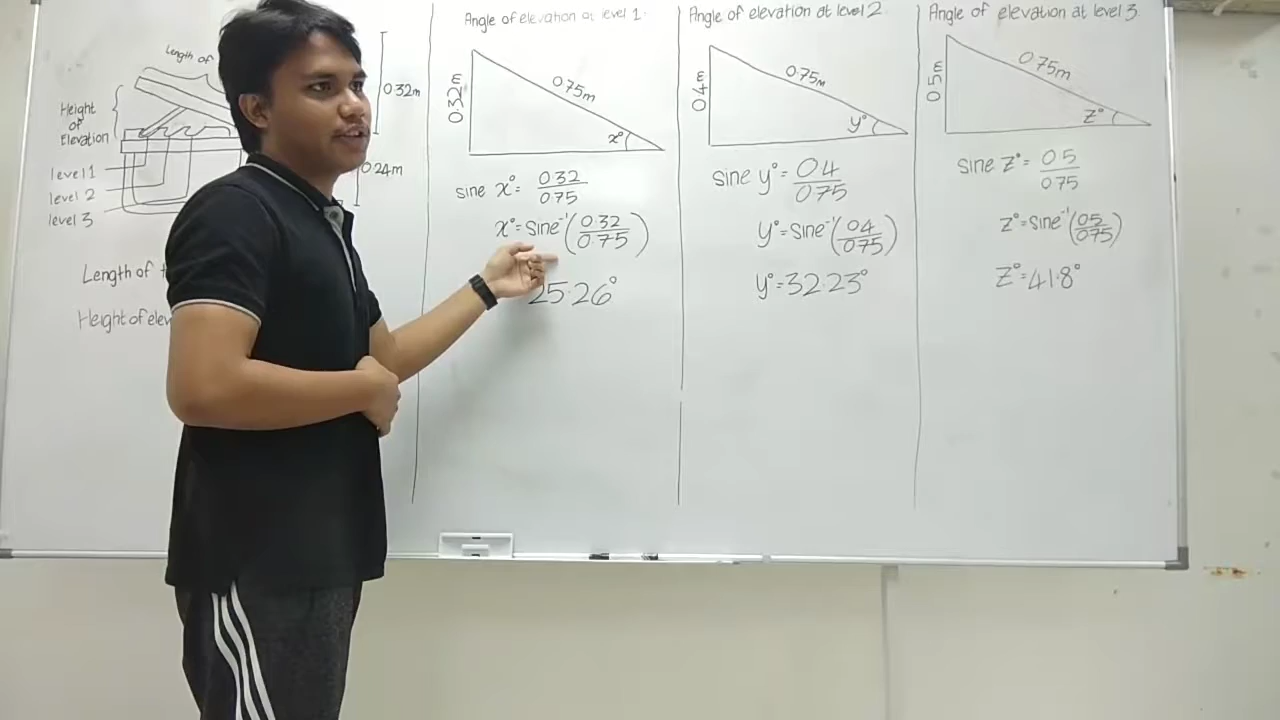 Length of
0.32m
Height
of
Elevation
level 1
level 2
level 3
0.24m
Length of
Height of
Angle of elevation at level 1
0.32m
0.75m
x°
sine x° = 0.32/0.75
x° = sine⁻¹(0.32/0.75)
25.26°
Angle of elevation at level 2
0.4m
0.75m
y°
sine y° = 0.4/0.75
y° = sine⁻¹(0.4/0.75)
y° = 32.23°
Angle of elevation at level 3
0.5m
0.75m
z°
sine z° = 0.5/0.75
z° = sine⁻¹(0.5/0.75)
z° = 41.8°